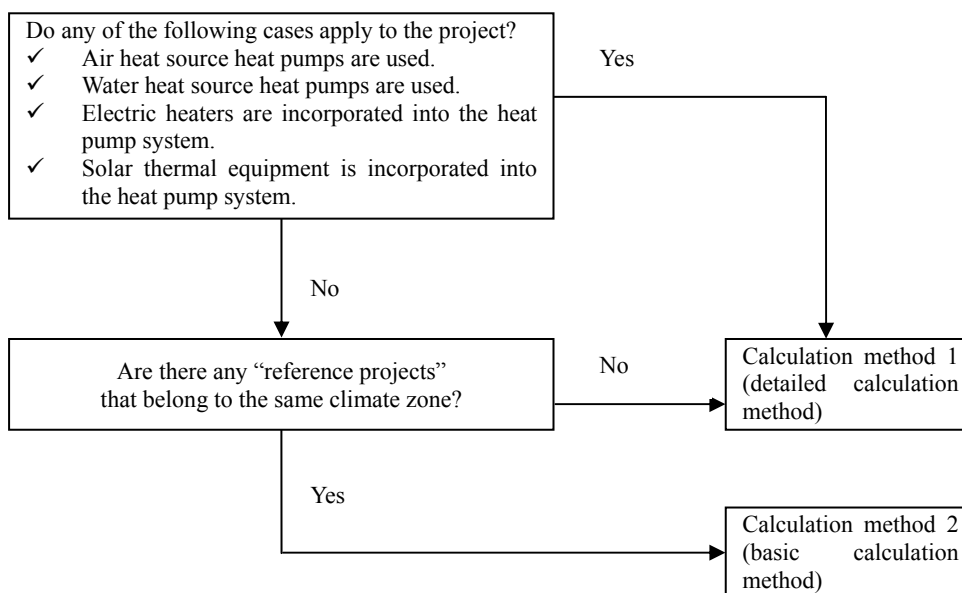 Do any of the following cases apply to the project?
✓ Air heat source heat pumps are used.
✓ Water heat source heat pumps are used.
✓ Electric heaters are incorporated into the heat
pump system.
✓ Solar thermal equipment is incorporated into
the heat pump system.
Yes
No
Are there any “reference projects”
that belong to the same climate zone?
No
Calculation method 1
(detailed calculation
method)
Yes
Calculation method 2
(basic calculation
method)